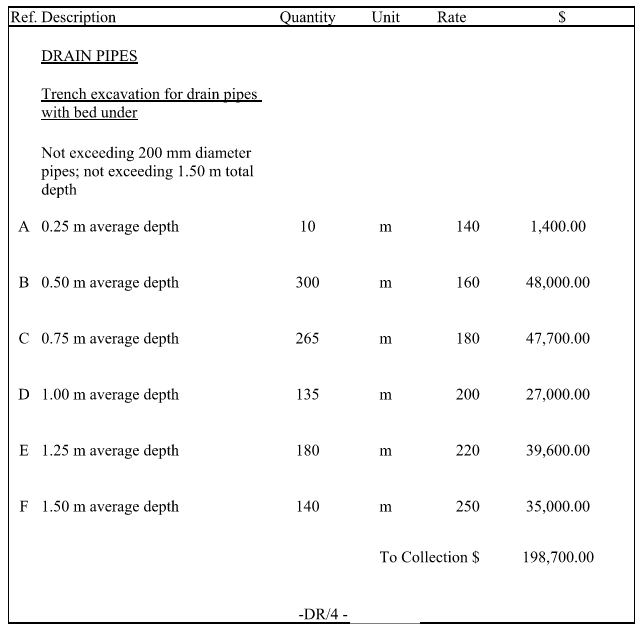 Ref. Description Quantity Unit Rate $
DRAIN PIPES
Trench excavation for drain pipes
with bed under
Not exceeding 200 mm diameter
pipes; not exceeding 1.50 m total
depth
A 0.25 m average depth 10 m 140 1,400.00
B 0.50 m average depth 300 m 160 48,000.00
C 0.75 m average depth 265 m 180 47,700.00
D 1.00 m average depth 135 m 200 27,000.00
E 1.25 m average depth 180 m 220 39,600.00
F 1.50 m average depth 140 m 250 35,000.00
To Collection $ 198,700.00
-DR/4 -